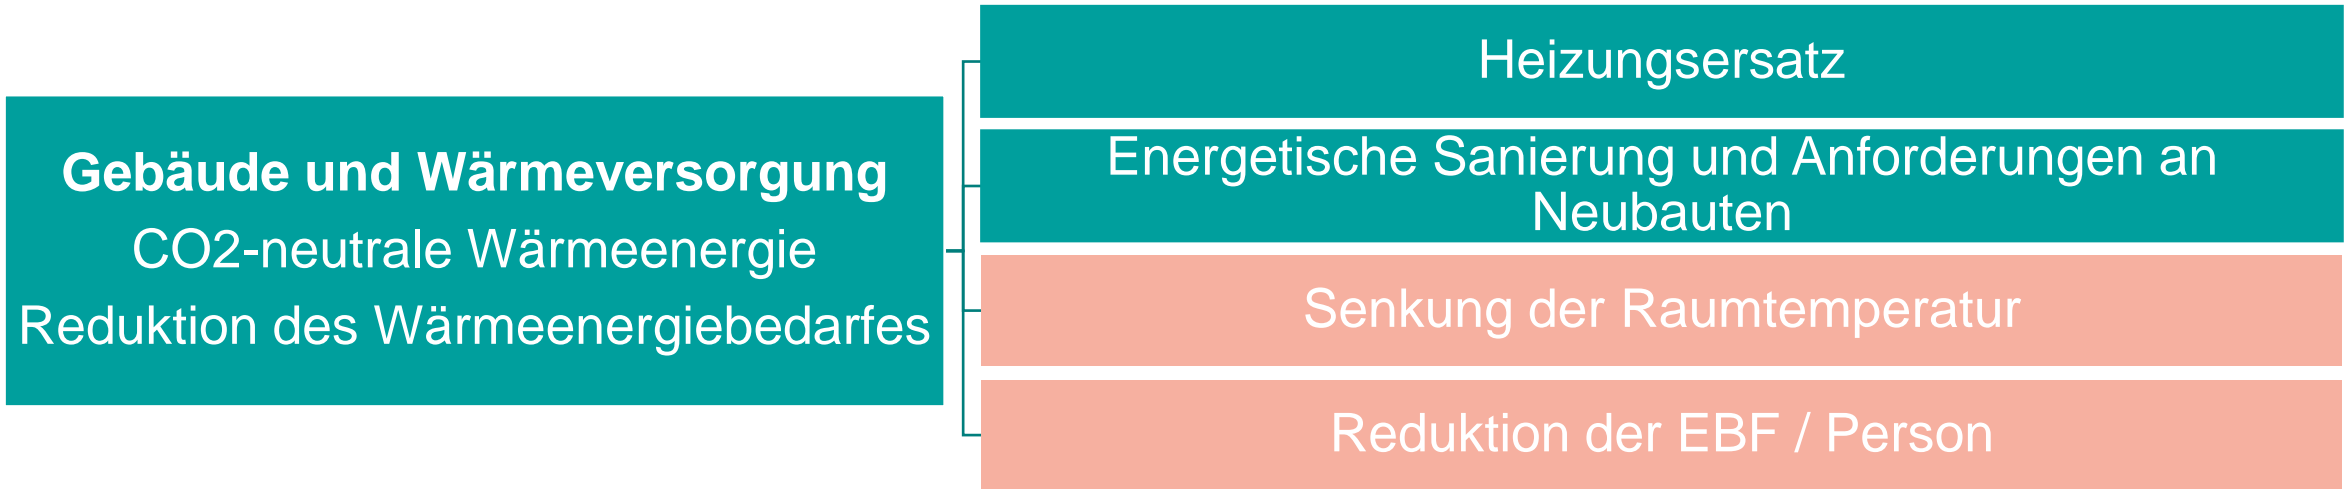 Gebäude und Wärmeversorgung
CO2-neutrale Wärmeenergie
Reduktion des Wärmeenergiebedarfes
Heizungsersatz
Energetische Sanierung und Anforderungen an
Neubauten
Senkung der Raumtemperatur
Reduktion der EBF / Person